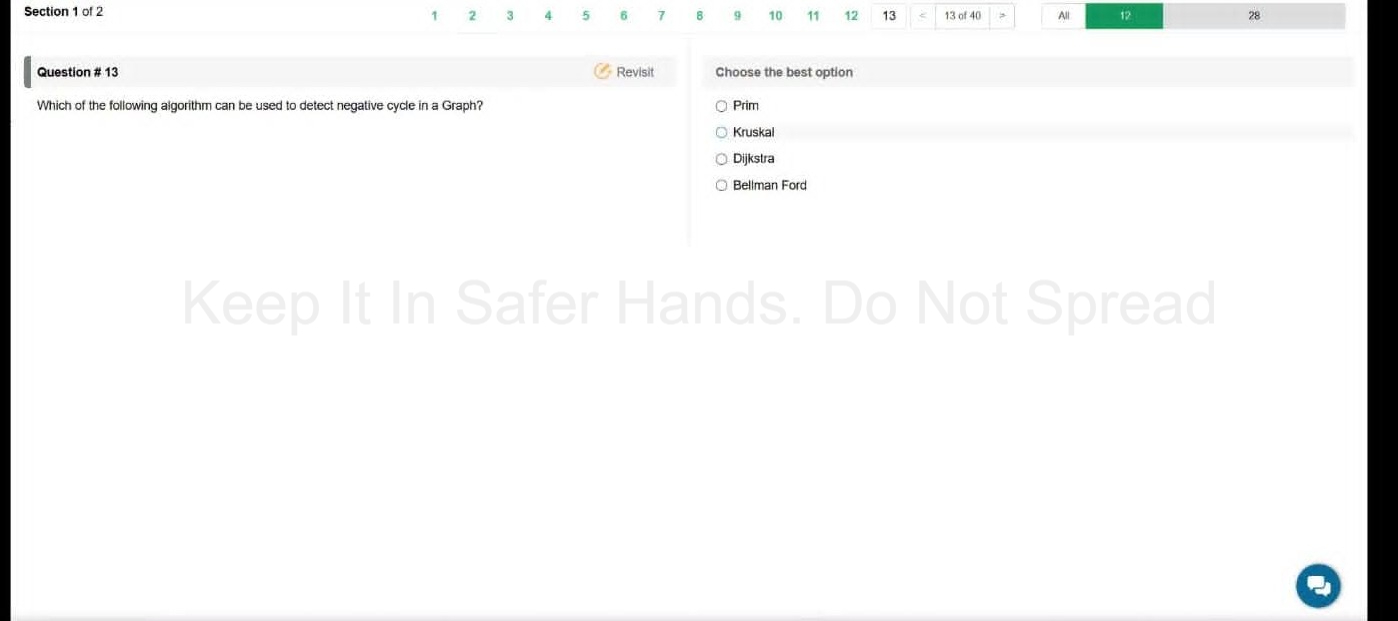 Section 1 of 2
1 2 3 4 5 6 7 8 9 10 11 12 13 < 13 of 40 > All 12 28
Question # 13
Revisit
Which of the following algorithm can be used to detect negative cycle in a Graph?
Choose the best option
Prim
Kruskal
Dijkstra
Bellman Ford
Keep It In Safer Hands. Do Not Spread